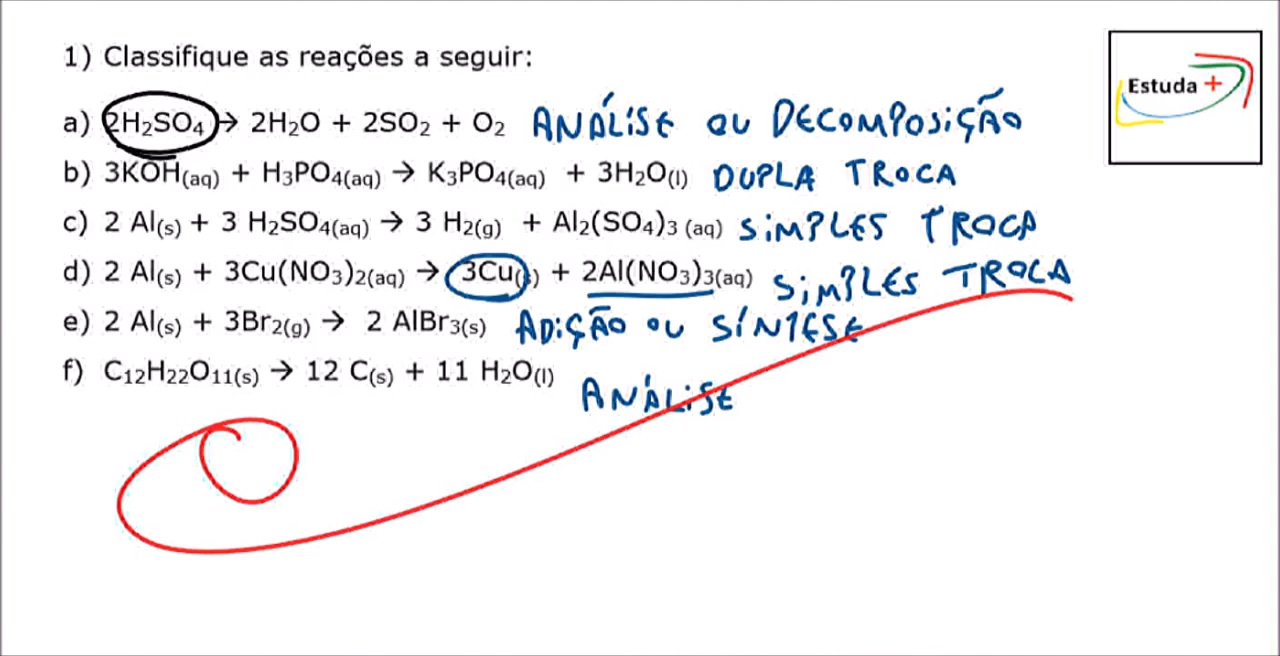 1) Classifique as reações a seguir:
Estuda +
a) 2H₂SO₄ → 2H₂O + 2SO₂ + O₂ ANÁLISE OU DECOMPOSIÇÃO
b) 3KOH(aq) + H₃PO₄(aq) → K₃PO₄(aq) + 3H₂O(l) DUPLA TROCA
c) 2 Al(s) + 3 H₂SO₄(aq) → 3 H₂(g) + Al₂(SO₄)₃ (aq) SIMPLES TROCA
d) 2 Al(s) + 3Cu(NO₃)₂(aq) → 3Cu(s) + 2Al(NO₃)₃(aq) SIMPLES TROCA
e) 2 Al(s) + 3Br₂(g) → 2 AlBr₃(s) ADIÇÃO OU SÍNTESE
f) C₁₂H₂₂O₁₁(s) → 12 C(s) + 11 H₂O(l) ANÁLISE